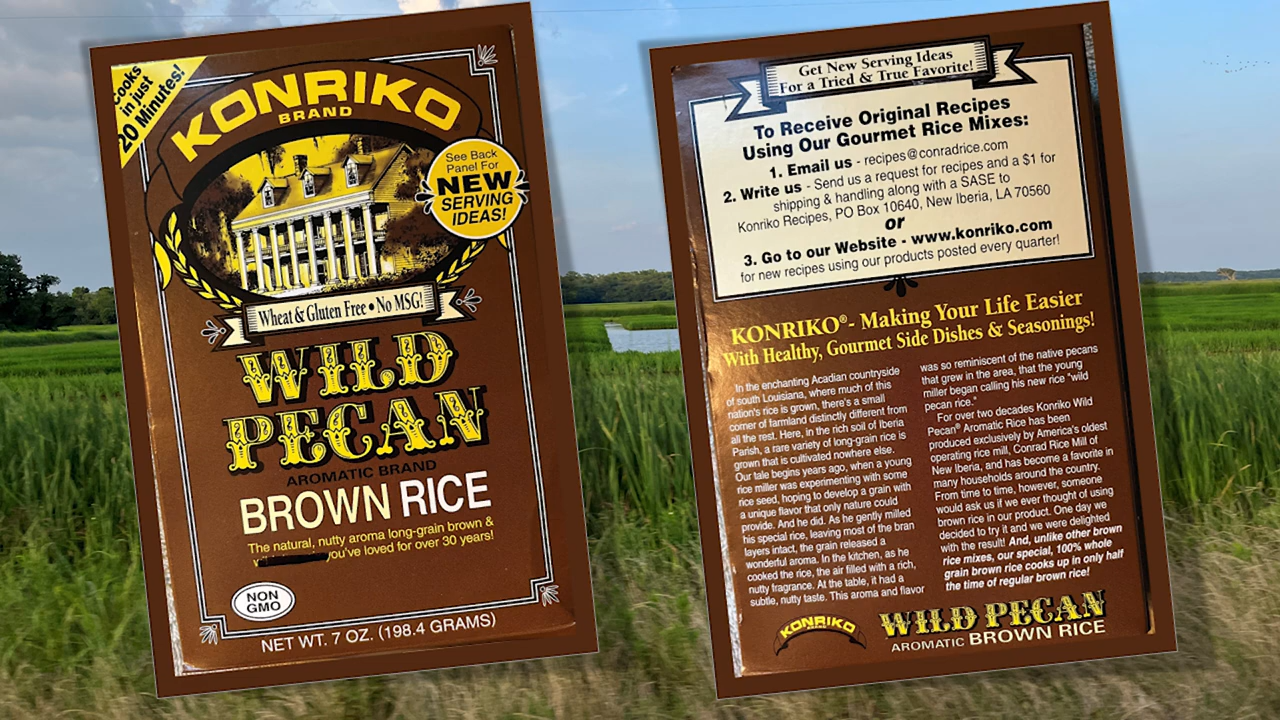 Cooks
in just
20 Minutes!
KONRIKO
BRAND
See Back
Panel For
NEW
SERVING
IDEAS!
Wheat & Gluten Free • No MSG!
WILD
PECAN
AROMATIC BRAND
BROWN RICE
The natural, nutty aroma long-grain brown &
you've loved for over 30 years!
NON
GMO
NET WT. 7 OZ. (198.4 GRAMS)
Get New Serving Ideas
For a Tried & True Favorite!
To Receive Original Recipes
Using Our Gourmet Rice Mixes:
1. Email us - recipes@conradrice.com
2. Write us - Send us a request for recipes and a $1 for
shipping & handling along with a SASE to
Konriko Recipes, PO Box 10640, New Iberia, LA 70560
or
3. Go to our Website - www.konriko.com
for new recipes using our products posted every quarter!
KONRIKO®- Making Your Life Easier
With Healthy, Gourmet Side Dishes & Seasonings!
In the enchanting Acadian countryside
of south Louisiana, where much of this
nation's rice is grown, there's a small
corner of farmland distinctly different from
all the rest. Here, in the rich soil of Iberia
Parish, a rare variety of long-grain rice is
grown that is cultivated nowhere else.
Our tale begins years ago, when a young
rice miller was experimenting with some
rice seed, hoping to develop a grain with
a unique flavor that only nature could
provide. And he did. As he gently milled
his special rice, leaving most of the bran
layers intact, the grain released a
wonderful aroma. In the kitchen, as he
cooked the rice, the air filled with a rich,
nutty fragrance. At the table, it had a
subtle, nutty taste. This aroma and flavor
was so reminiscent of the native pecans
that grew in the area, that the young
miller began calling his new rice "wild
pecan rice."
For over two decades Konriko Wild
Pecan® Aromatic Rice has been
produced exclusively by America's oldest
operating rice mill, Conrad Rice Mill of
New Iberia, and has become a favorite in
many households around the country.
From time to time, however, someone
would ask us if we ever thought of using
brown rice in our product. One day we
decided to try it and we were delighted
with the result! And, unlike other brown
rice mixes, our special, 100% whole
grain brown rice cooks up in only half
the time of regular brown rice!
KONRIKO
WILD PECAN
AROMATIC BROWN RICE